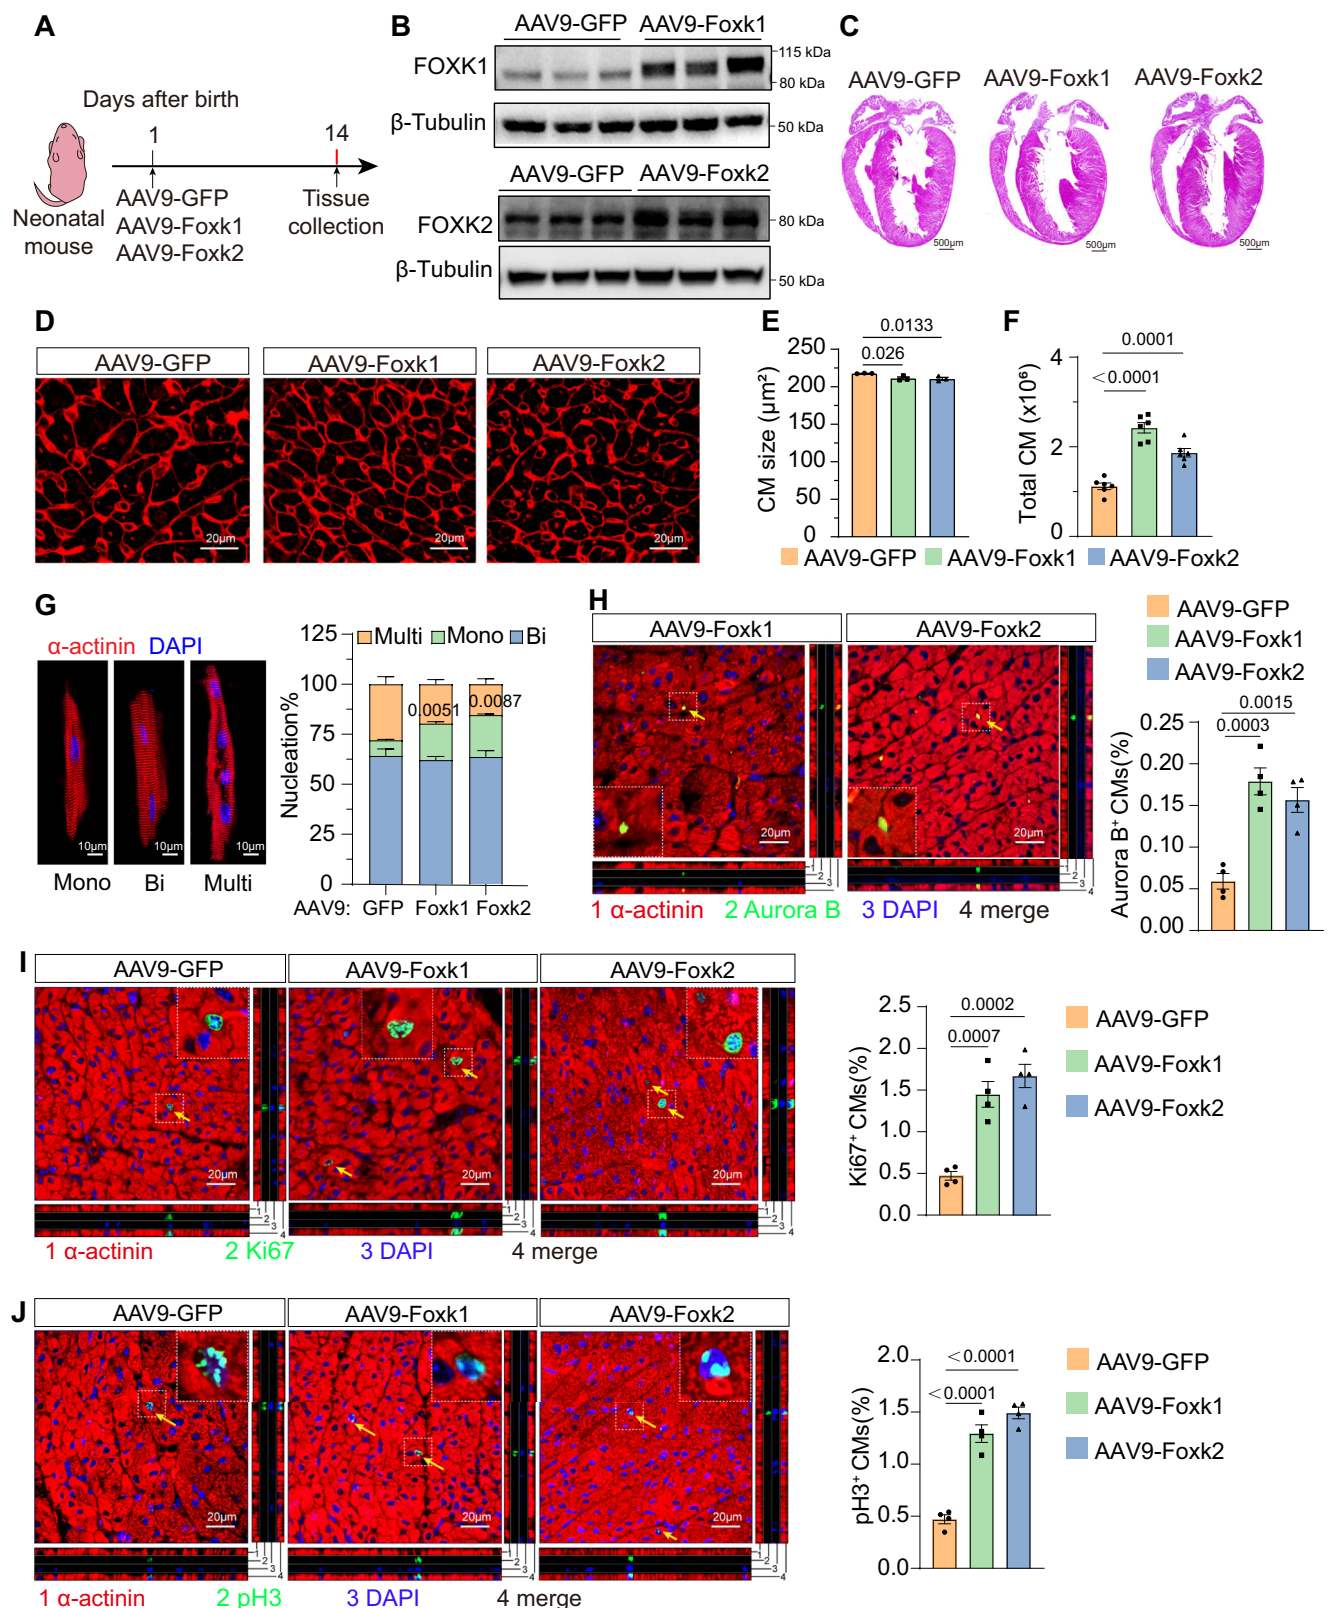 A
Days after birth
1
14
Neonatal
mouse
AAV9-GFP
AAV9-Foxk1
AAV9-Foxk2
Tissue
collection
B
AAV9-GFP AAV9-Foxk1
FOXK1
115 kDa
80 kDa
β-Tubulin
50 kDa
AAV9-GFP AAV9-Foxk2
FOXK2
80 kDa
β-Tubulin
50 kDa
C
AAV9-GFP AAV9-Foxk1 AAV9-Foxk2
500μm 500μm 500μm
D
AAV9-GFP AAV9-Foxk1 AAV9-Foxk2
20μm 20μm 20μm
E
CM size (μm²)
250
200
150
100
50
0
0.0133
0.026
F
Total CM (x10⁶)
4
2
0
0.0001
<0.0001
AAV9-GFP AAV9-Foxk1 AAV9-Foxk2
G
α-actinin DAPI
10μm 10μm 10μm
Mono Bi Multi
Multi Mono Bi
Nucleation%
125
100
75
50
25
0
0.0051 0.0087
AAV9: GFP Foxk1 Foxk2
H
AAV9-Foxk1 AAV9-Foxk2
20μm 20μm
1
2
3
4
1 α-actinin 2 Aurora B 3 DAPI 4 merge
AAV9-GFP
AAV9-Foxk1
AAV9-Foxk2
Aurora B⁺ CMs(%)
0.25
0.20
0.15
0.10
0.05
0.00
0.0015
0.0003
I
AAV9-GFP AAV9-Foxk1 AAV9-Foxk2
20μm 20μm 20μm
1
2
3
4
1 α-actinin 2 Ki67 3 DAPI 4 merge
Ki67⁺ CMs(%)
2.5
2.0
1.5
1.0
0.5
0.0
0.0002
0.0007
AAV9-GFP
AAV9-Foxk1
AAV9-Foxk2
J
AAV9-GFP AAV9-Foxk1 AAV9-Foxk2
20μm 20μm 20μm
1
2
3
4
1 α-actinin 2 pH3 3 DAPI 4 merge
pH3⁺ CMs(%)
2.0
1.5
1.0
0.5
0.0
<0.0001
<0.0001
AAV9-GFP
AAV9-Foxk1
AAV9-Foxk2